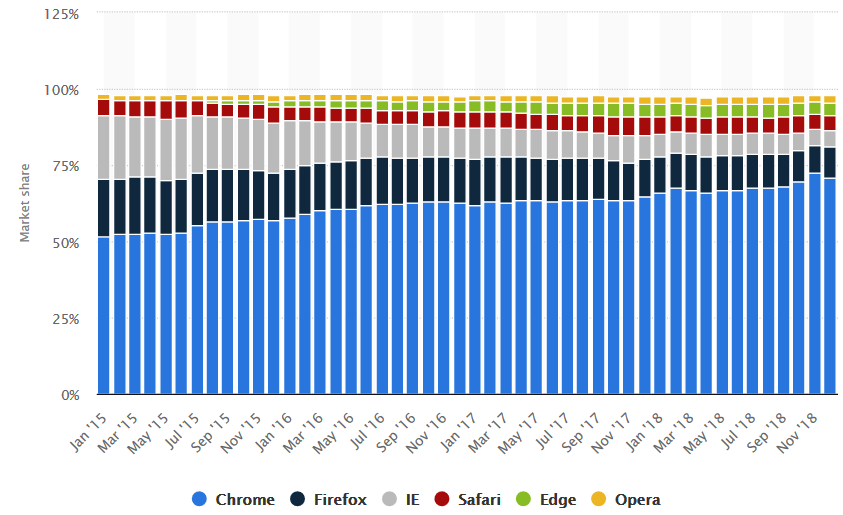 125%
100%
75%
50%
25%
0%
Market share
Jan '15
Mar '15
May '15
Jul '15
Sep '15
Nov '15
Jan '16
Mar '16
May '16
Jul '16
Sep '16
Nov '16
Jan '17
Mar '17
May '17
Jul '17
Sep '17
Nov '17
Jan '18
Mar '18
May '18
Jul '18
Sep '18
Nov '18
Chrome Firefox IE Safari Edge Opera